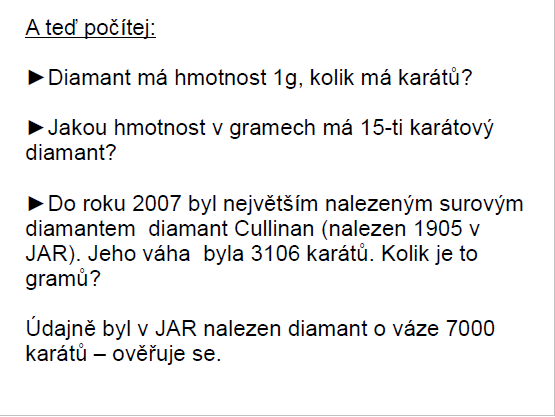 A teď počítej:
►Diamant má hmotnost 1g, kolik má karátů?
►Jakou hmotnost v gramech má 15-ti karátový
diamant?
►Do roku 2007 byl největším nalezeným surovým
diamantem  diamant Cullinan (nalezen 1905 v
JAR). Jeho váha  byla 3106 karátů. Kolik je to
gramů?
Údajně byl v JAR nalezen diamant o váze 7000
karátů – ověřuje se.